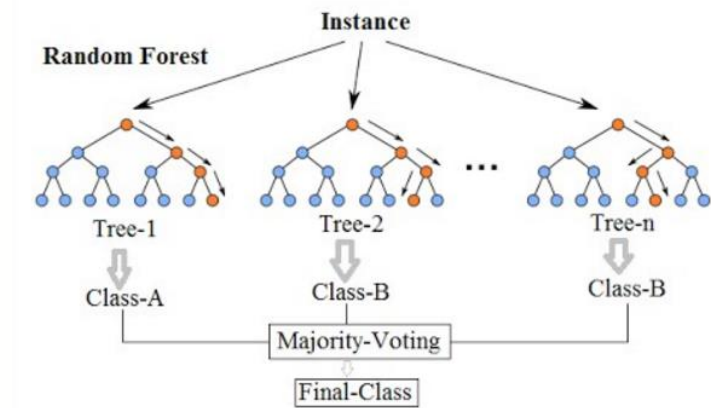 Instance
Random Forest
...
Tree-1
Tree-2
Tree-n
Class-A
Class-B
Class-B
Majority-Voting
Final-Class